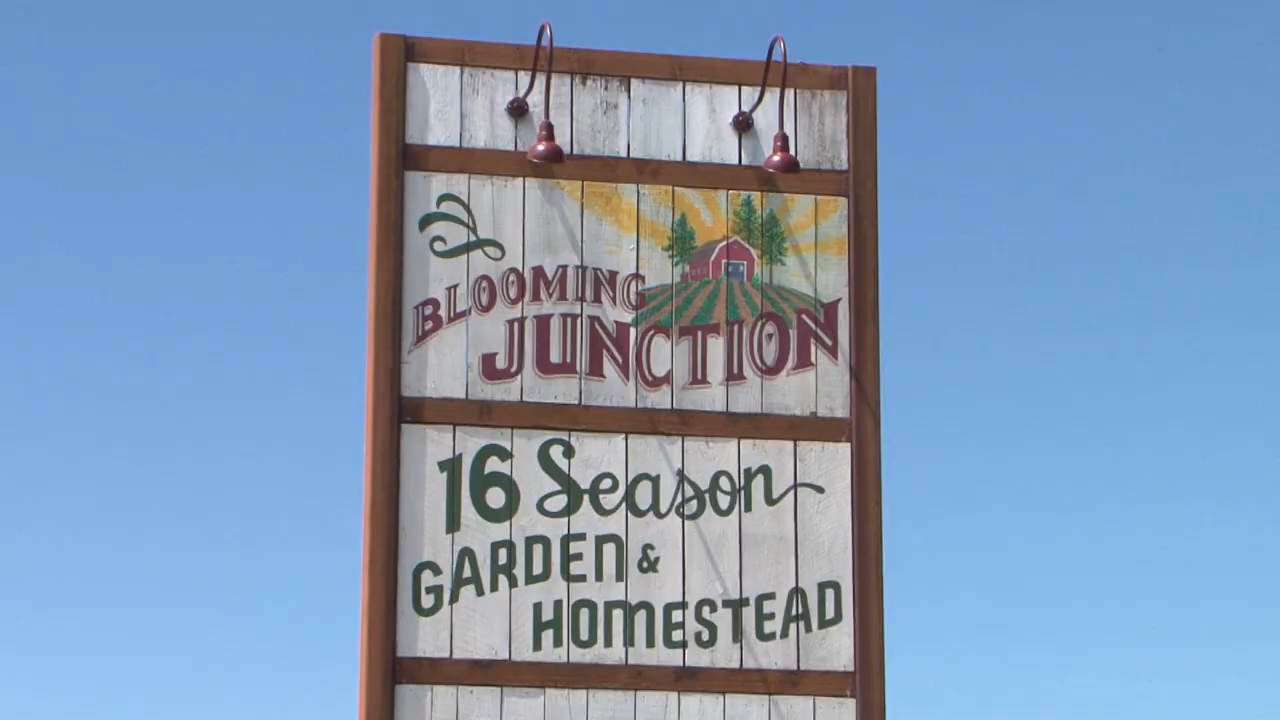 BLOOMING
JUNCTION
16 Season
GARDEN &
HOMESTEAD